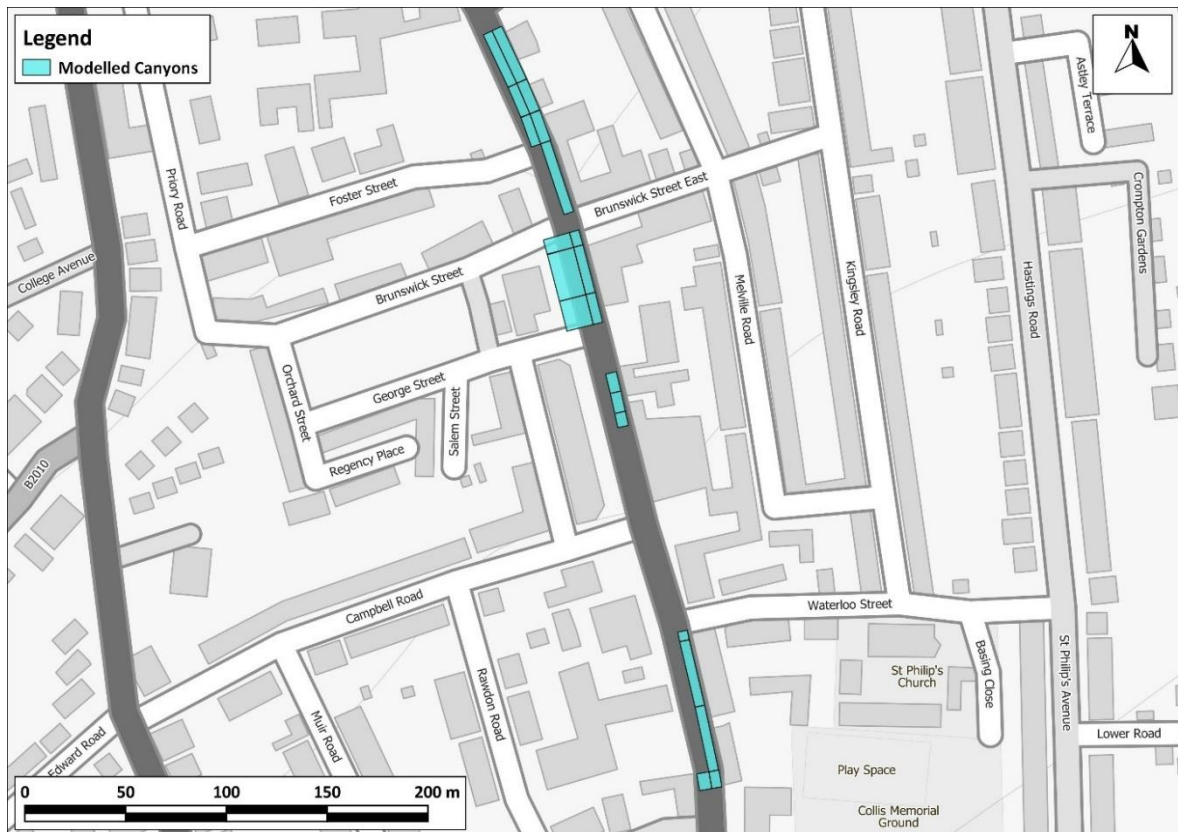 Legend
Modelled Canyons
N
Astley Terrace
Priory Road
Foster Street
Brunswick Street East
Crompton Gardens
College Avenue
Brunswick Street
Melville Road
Kingsley Road
Hastings Road
Orchard Street
George Street
Salem Street
Regency Place
B2010
Campbell Road
Waterloo Street
Rawdon Road
Basing Close
St Philip's
Church
St Philip's Avenue
Edward Road
Muir Road
Lower Road
Play Space
Collis Memorial
Ground
0 50 100 150 200 m